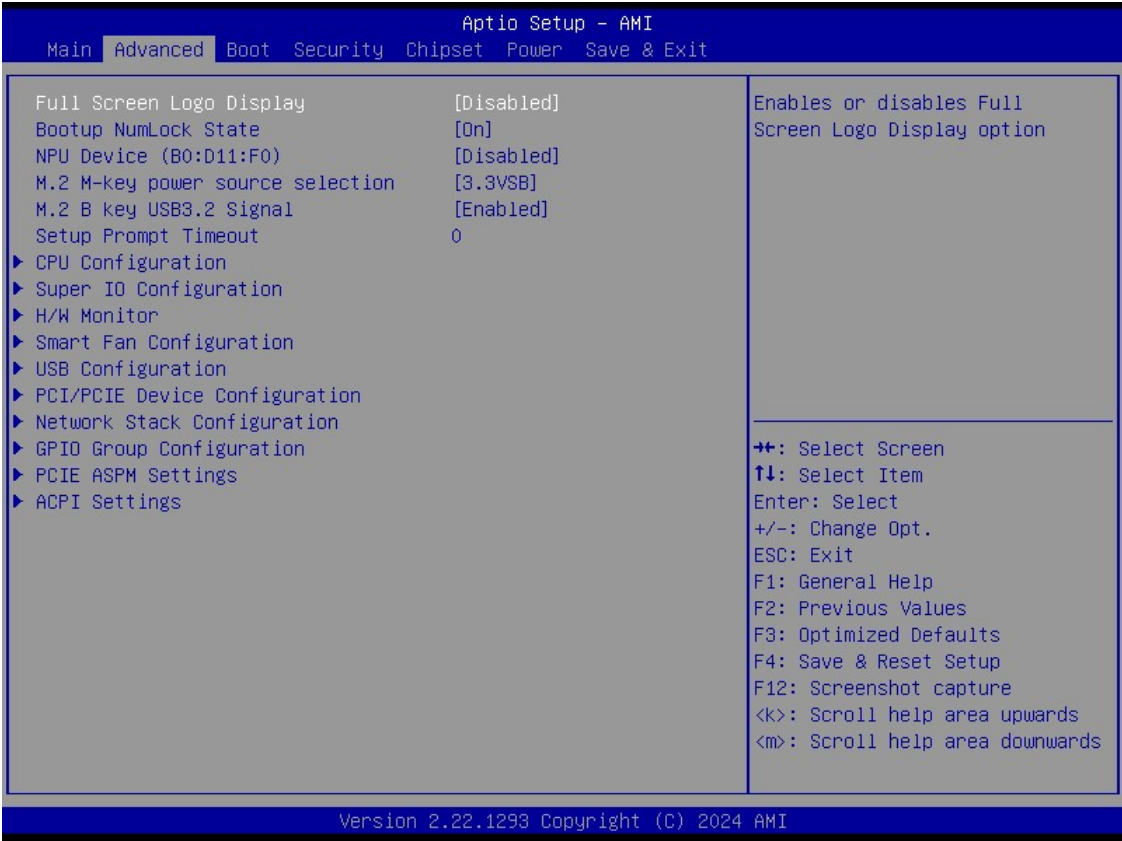 Aptio Setup – AMI
Main Advanced Boot Security Chipset Power Save & Exit
Full Screen Logo Display [Disabled]
Bootup NumLock State [On]
NPU Device (B0:D11:F0) [Disabled]
M.2 M-key power source selection [3.3VSB]
M.2 B key USB3.2 Signal [Enabled]
Setup Prompt Timeout 0
▶ CPU Configuration
▶ Super IO Configuration
▶ H/W Monitor
▶ Smart Fan Configuration
▶ USB Configuration
▶ PCI/PCIE Device Configuration
▶ Network Stack Configuration
▶ GPIO Group Configuration
▶ PCIE ASPM Settings
▶ ACPI Settings
Enables or disables Full
Screen Logo Display option
→←: Select Screen
↑↓: Select Item
Enter: Select
+/-: Change Opt.
ESC: Exit
F1: General Help
F2: Previous Values
F3: Optimized Defaults
F4: Save & Reset Setup
F12: Screenshot capture
<k>: Scroll help area upwards
<m>: Scroll help area downwards
Version 2.22.1293 Copyright (C) 2024 AMI